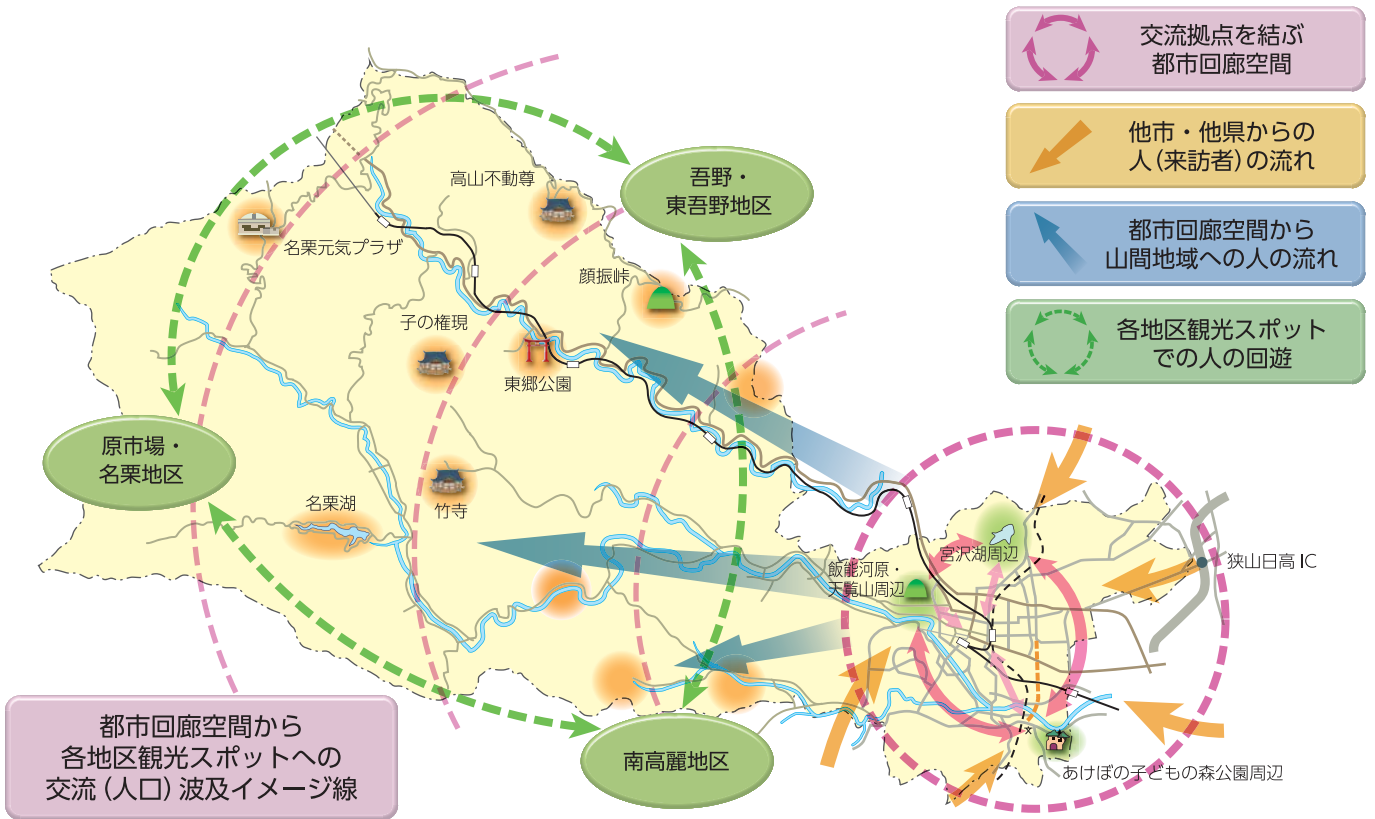 交流拠点を結ぶ
都市回廊空間
他市・他県からの
人(来訪者)の流れ
都市回廊空間から
山間地域への人の流れ
各地区観光スポット
での人の回遊
吾野・
東吾野地区
高山不動尊
名栗元気プラザ
顔振峠
子の権現
東郷公園
原市場・
名栗地区
名栗湖
竹寺
宮沢湖周辺
飯能河原・
天覧山周辺
狭山日高IC
あけぼの子どもの森公園周辺
南高麗地区
都市回廊空間から
各地区観光スポットへの
交流(人口)波及イメージ線